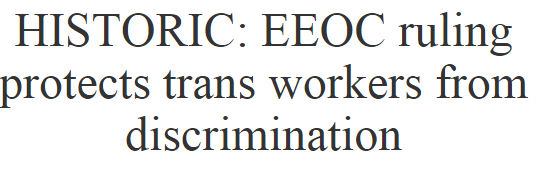 HISTORIC: EEOC ruling
protects trans workers from
discrimination